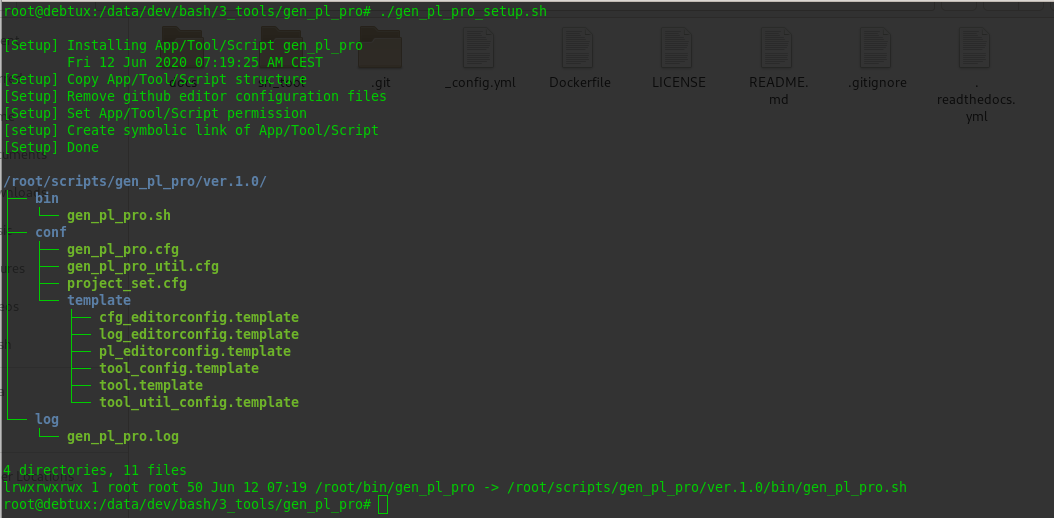 root@debtux:/data/dev/bash/3_tools/gen_pl_pro# ./gen_pl_pro_setup.sh
[Setup] Installing App/Tool/Script gen_pl_pro
Fri 12 Jun 2020 07:19:25 AM CEST
[Setup] Copy App/Tool/Script structure
[Setup] Remove github editor configuration files
[Setup] Set App/Tool/Script permission
[setup] Create symbolic link of App/Tool/Script
[Setup] Done
/root/scripts/gen_pl_pro/ver.1.0/
├── bin
│   └── gen_pl_pro.sh
├── conf
│   ├── gen_pl_pro.cfg
│   ├── gen_pl_pro_util.cfg
│   ├── project_set.cfg
│   └── template
│       ├── cfg_editorconfig.template
│       ├── log_editorconfig.template
│       ├── pl_editorconfig.template
│       ├── tool_config.template
│       ├── tool.template
│       └── tool_util_config.template
└── log
    └── gen_pl_pro.log
4 directories, 11 files
lrwxrwxrwx 1 root root 50 Jun 12 07:19 /root/bin/gen_pl_pro -> /root/scripts/gen_pl_pro/ver.1.0/bin/gen_pl_pro.sh
root@debtux:/data/dev/bash/3_tools/gen_pl_pro#
.git
_config.yml
Dockerfile
LICENSE
README.
md
.gitignore
.
readthedocs.
yml
Locations